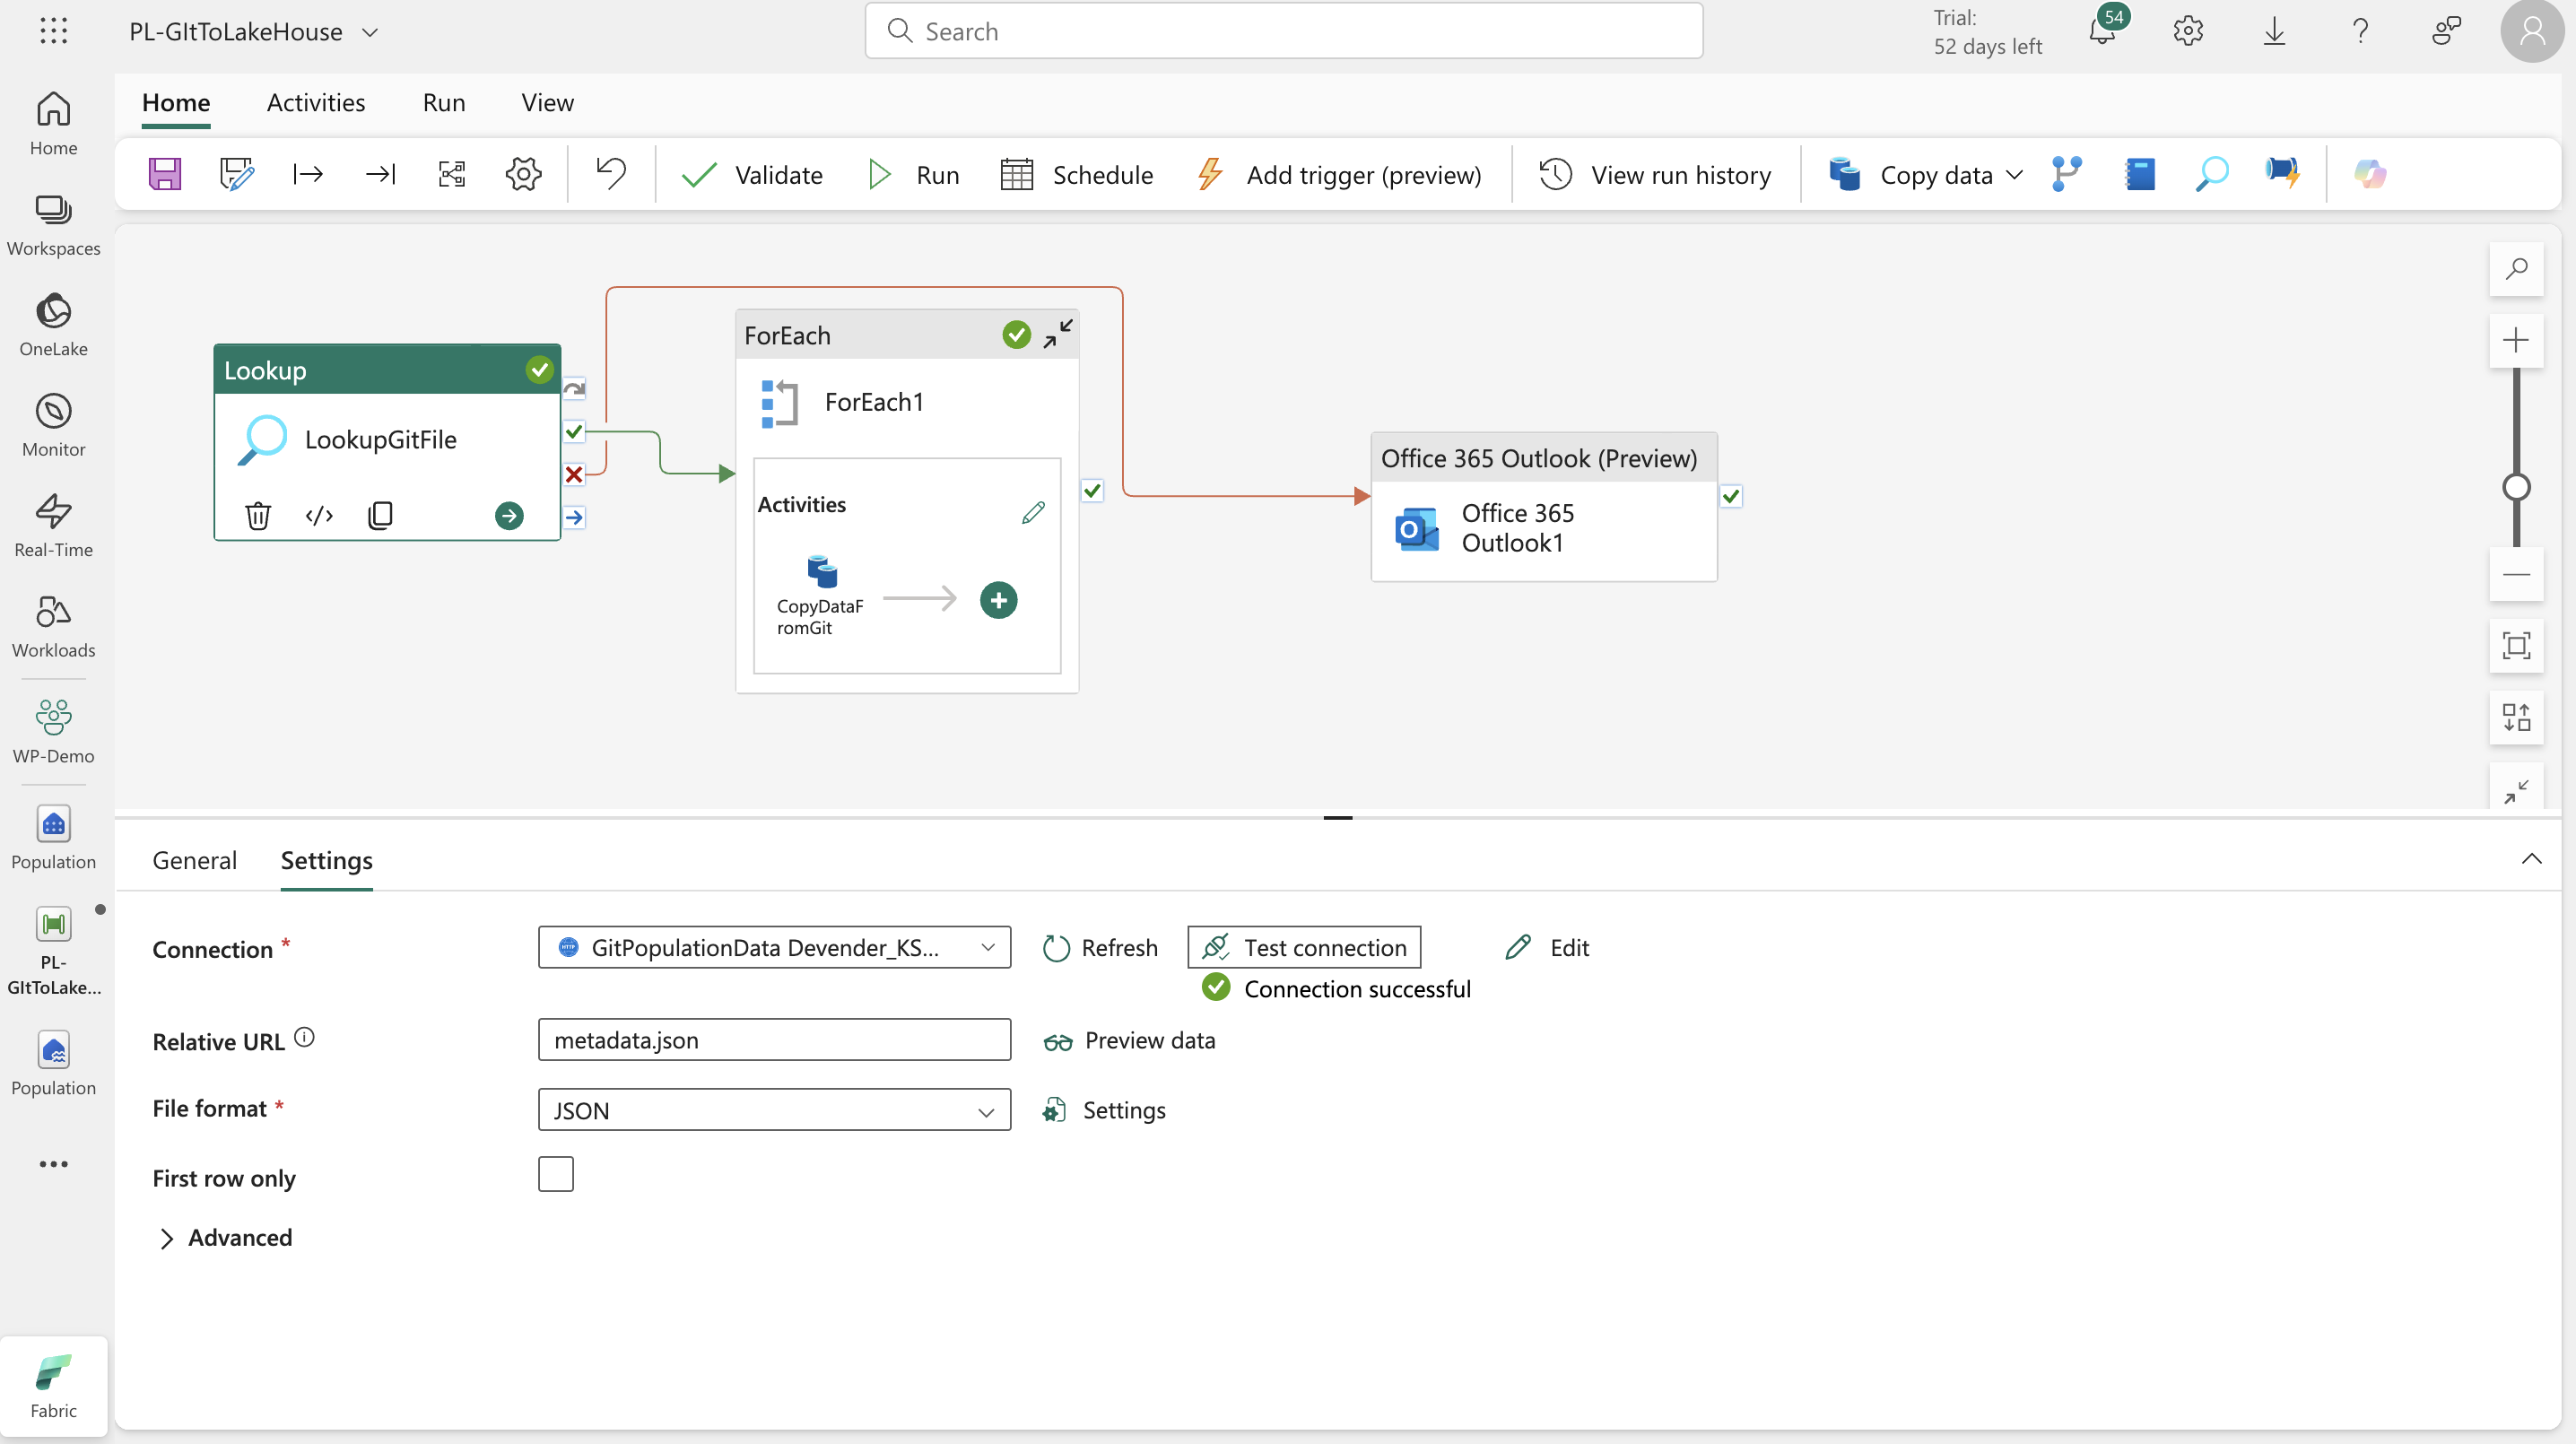 PL-GItToLakeHouse
Search
Trial:
52 days left
54
Home
Activities
Run
View
Validate
Run
Schedule
Add trigger (preview)
View run history
Copy data
Home
Workspaces
OneLake
Monitor
Real-Time
Workloads
WP-Demo
Population
PL-
GItToLake...
Population
Fabric
Lookup
LookupGitFile
ForEach
ForEach1
Activities
CopyDataF
romGit
Office 365 Outlook (Preview)
Office 365
Outlook1
General
Settings
Connection *
GitPopulationData Devender_KS...
Refresh
Test connection
Edit
Connection successful
Relative URL
metadata.json
Preview data
File format *
JSON
Settings
First row only
Advanced